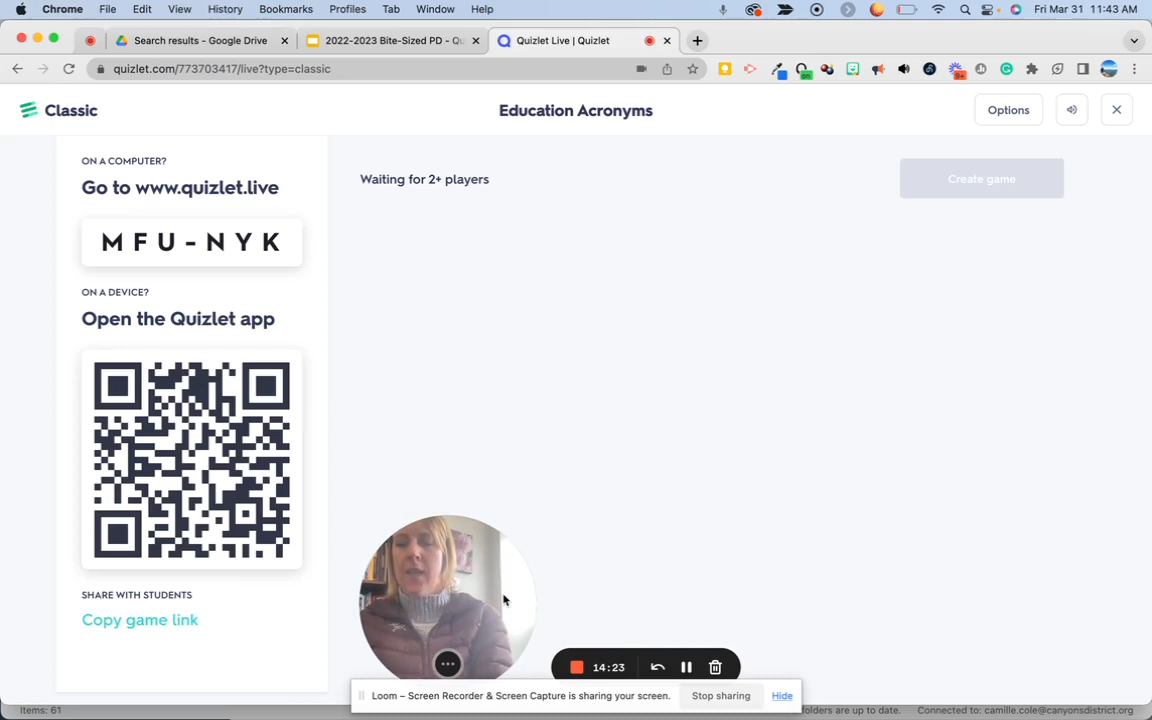 Chrome File Edit View History Bookmarks Profiles Tab Window Help Fri Mar 31 11:43 AM
Search results - Google Drive 2022-2023 Bite-Sized PD - Qu Quizlet Live | Quizlet
quizlet.com/773703417/live?type=classic
on
9+
Classic Education Acronyms Options
ON A COMPUTER?
Go to www.quizlet.live
Waiting for 2+ players Create game
MFU-NYK
ON A DEVICE?
Open the Quizlet app
SHARE WITH STUDENTS
Copy game link
14:23
Loom – Screen Recorder & Screen Capture is sharing your screen. Stop sharing Hide
Items: 61 folders are up to date. Connected to: camille.cole@canyonsdistrict.org